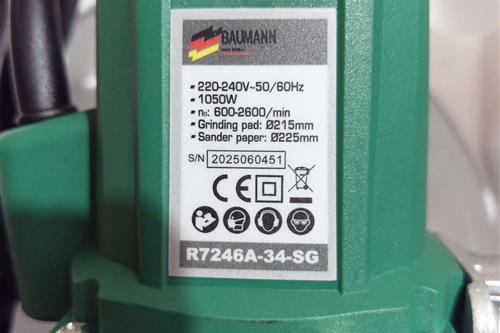 BAUMANN
- 220-240V~50/60Hz
- 1050W
- n₀: 600-2600/min
- Grinding pad: Ø215mm
- Sander paper: Ø225mm
S/N 2025060451
CE
R7246A-34-SG